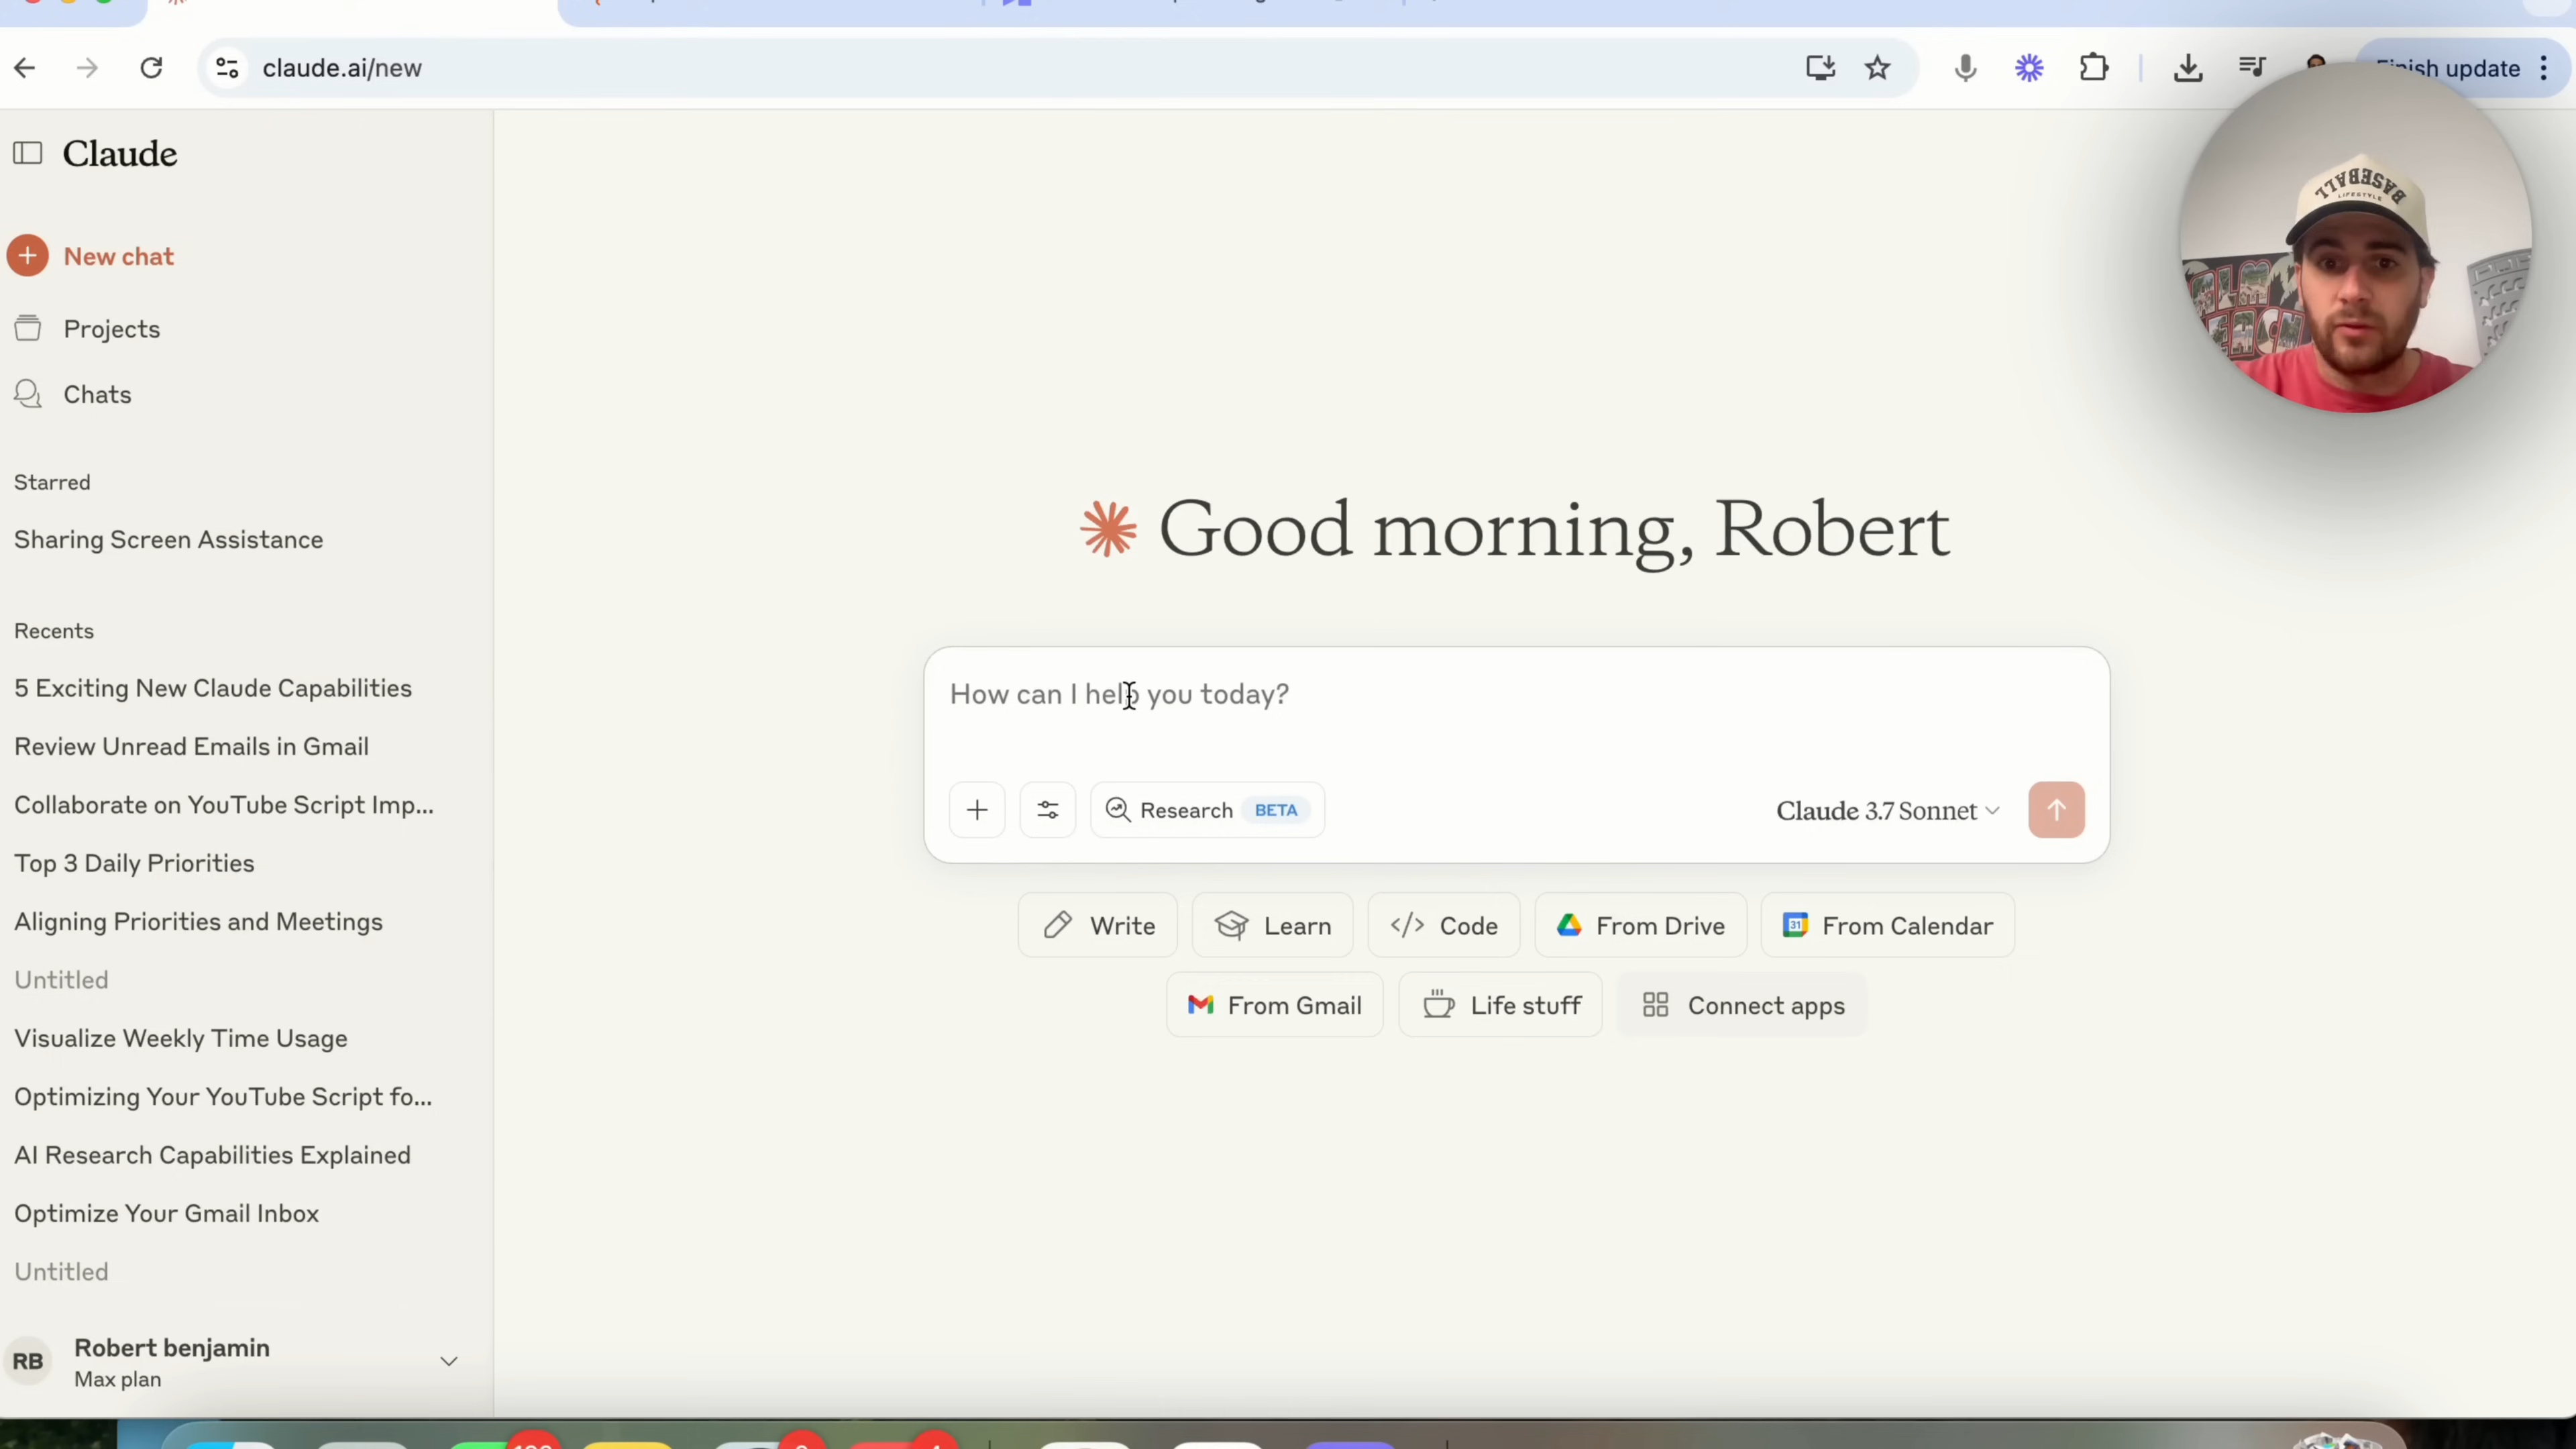 claude.ai/new
Finish update
Claude
New chat
Projects
Chats
Starred
Sharing Screen Assistance
Recents
5 Exciting New Claude Capabilities
Review Unread Emails in Gmail
Collaborate on YouTube Script Imp...
Top 3 Daily Priorities
Aligning Priorities and Meetings
Untitled
Visualize Weekly Time Usage
Optimizing Your YouTube Script fo...
AI Research Capabilities Explained
Optimize Your Gmail Inbox
Untitled
RB
Robert benjamin
Max plan
BASEBALL
LIFESTYLE
Good morning, Robert
How can I help you today?
Research BETA
Claude 3.7 Sonnet
Write
Learn
Code
From Drive
31
From Calendar
From Gmail
Life stuff
Connect apps